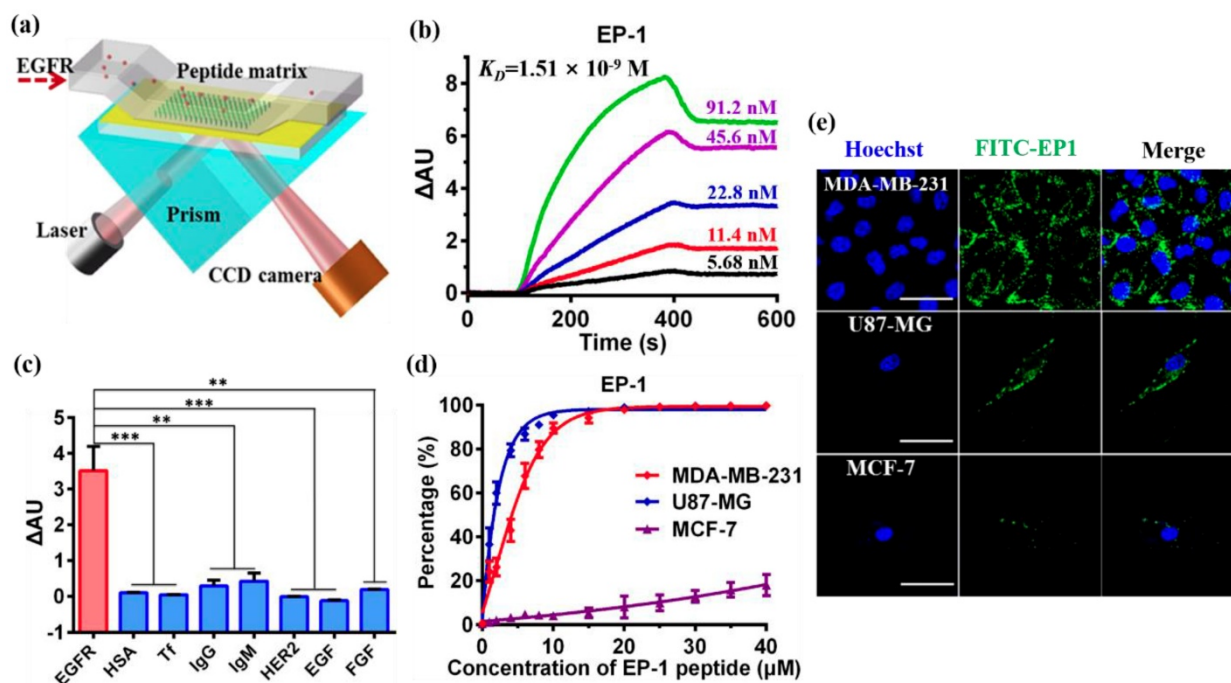 (a)
EGFR
Peptide matrix
Laser
Prism
CCD camera
(b)
EP-1
K_D=1.51 × 10⁻⁹ M
91.2 nM
45.6 nM
22.8 nM
11.4 nM
5.68 nM
ΔAU
8
6
4
2
0
0 200 400 600
Time (s)
(c)
**
***
**
***
ΔAU
5
4
3
2
1
0
-1
EGFR HSA Tf IgG IgM HER2 EGF FGF
(d)
EP-1
Percentage (%)
100
80
60
40
20
0
MDA-MB-231
U87-MG
MCF-7
0 10 20 30 40
Concentration of EP-1 peptide (μM)
(e)
Hoechst FITC-EP1 Merge
MDA-MB-231
U87-MG
MCF-7